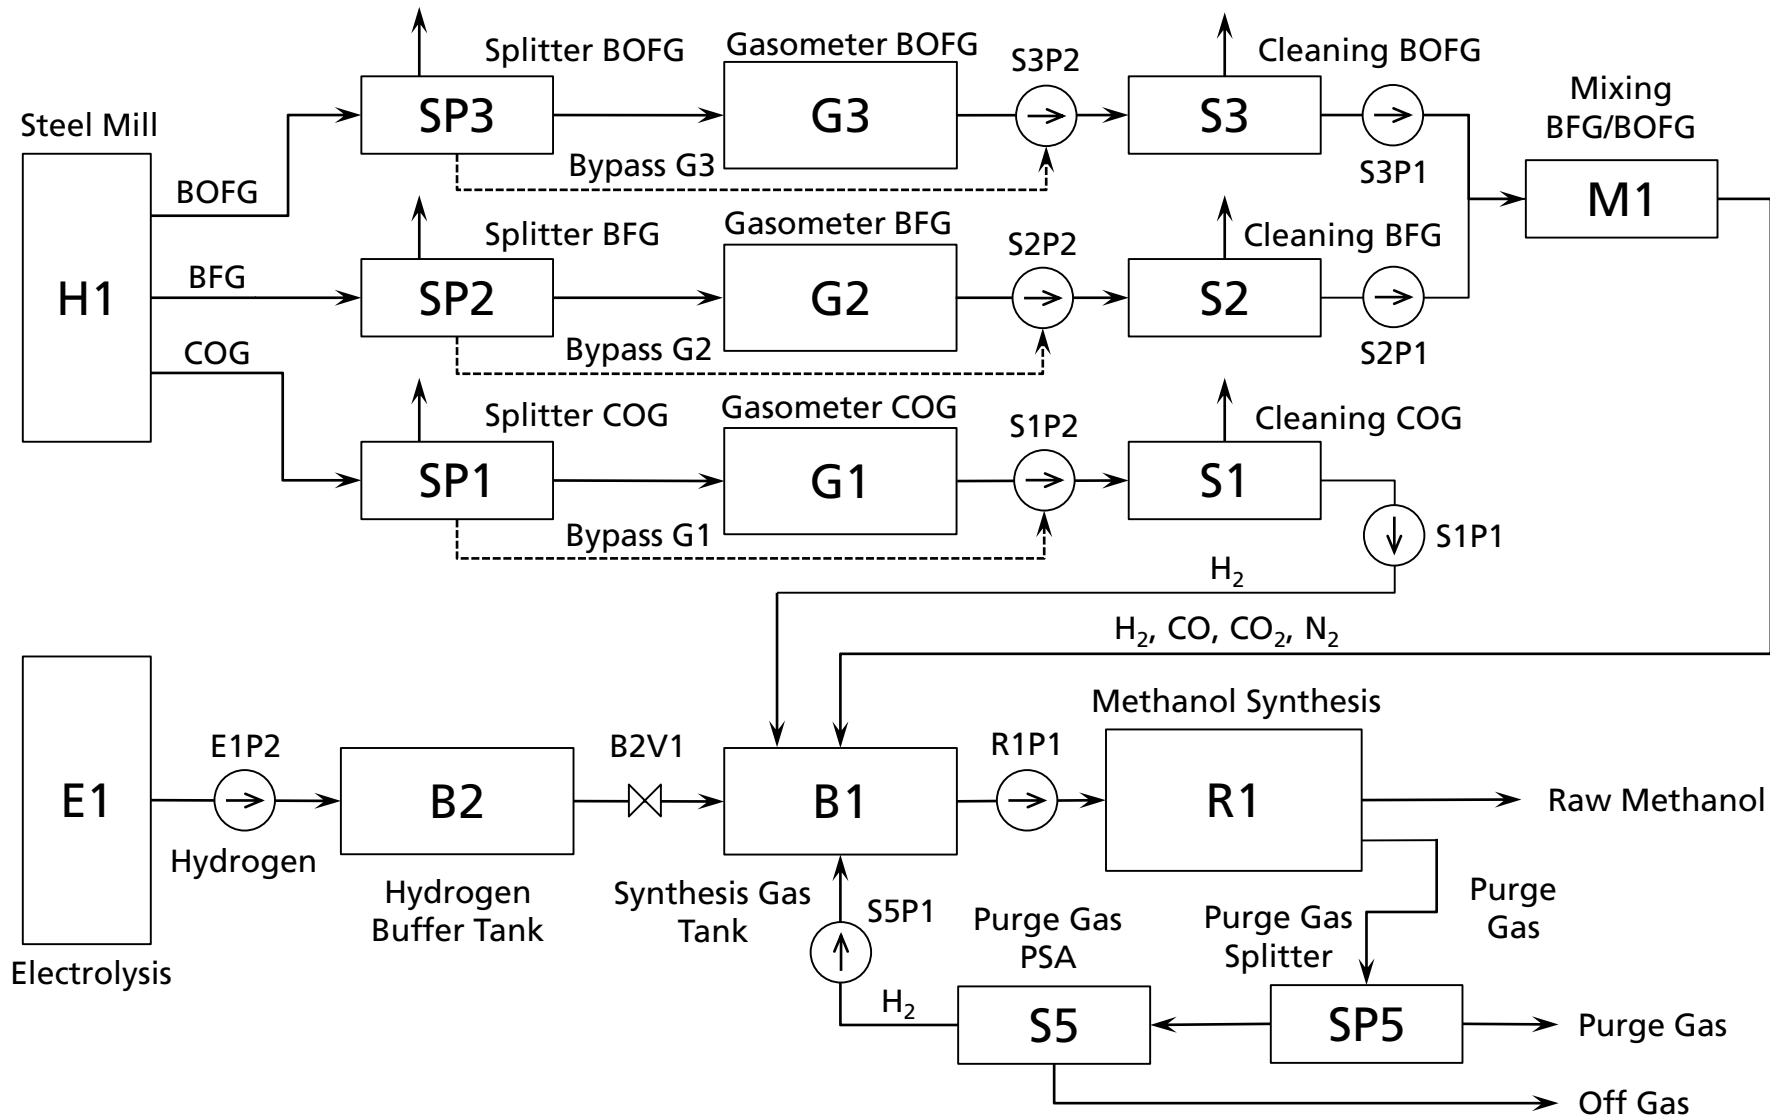 Splitter BOFG
Gasometer BOFG
S3P2
Cleaning BOFG
Mixing
BFG/BOFG
Steel Mill
SP3
G3
S3
S3P1
Bypass G3
BOFG
M1
Splitter BFG
Gasometer BFG
S2P2
Cleaning BFG
H1
BFG
SP2
G2
S2
S2P1
Bypass G2
COG
Splitter COG
Gasometer COG
S1P2
Cleaning COG
SP1
G1
S1
S1P1
Bypass G1
H₂
H₂, CO, CO₂, N₂
Methanol Synthesis
E1P2
B2V1
R1P1
E1
B2
B1
R1
Raw Methanol
Hydrogen
Hydrogen
Buffer Tank
Synthesis Gas
Tank
S5P1
Purge Gas
PSA
Purge Gas
Splitter
Purge
Gas
Electrolysis
H₂
S5
SP5
Purge Gas
Off Gas